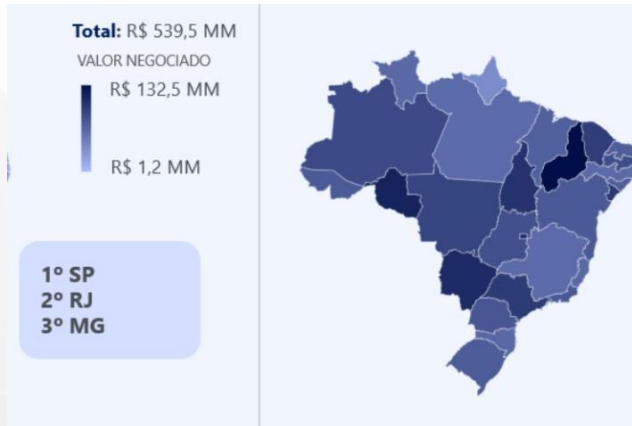 Total: R$ 539,5 MM
VALOR NEGOCIADO
R$ 132,5 MM
R$ 1,2 MM
1º SP
2º RJ
3º MG